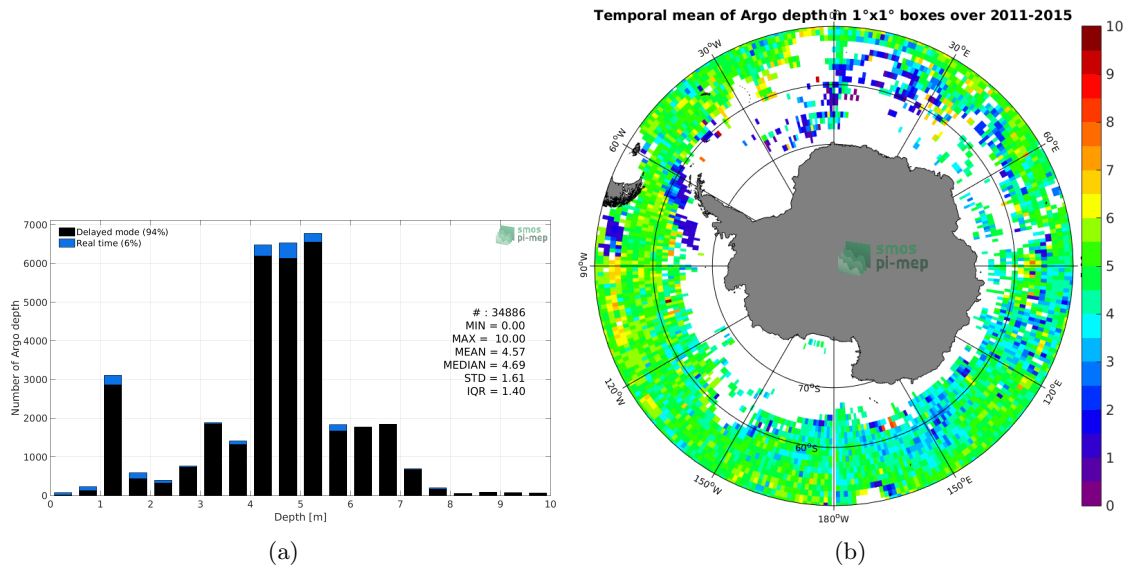 7000
6000
5000
4000
3000
2000
1000
0
Number of Argo depth
Delayed mode (94%)
Real time (6%)
smos
pi-mep
# : 34886
MIN = 0.00
MAX = 10.00
MEAN = 4.57
MEDIAN = 4.69
STD = 1.61
IQR = 1.40
0 1 2 3 4 5 6 7 8 9 10
Depth [m]
(a)
Temporal mean of Argo depth in 1°x1° boxes over 2011-2015
30°W
30°E
60°W
60°E
90°W
120°W
120°E
150°W
150°E
180°W
70°S
60°S
smos
pi-mep
10
9
8
7
6
5
4
3
2
1
0
(b)